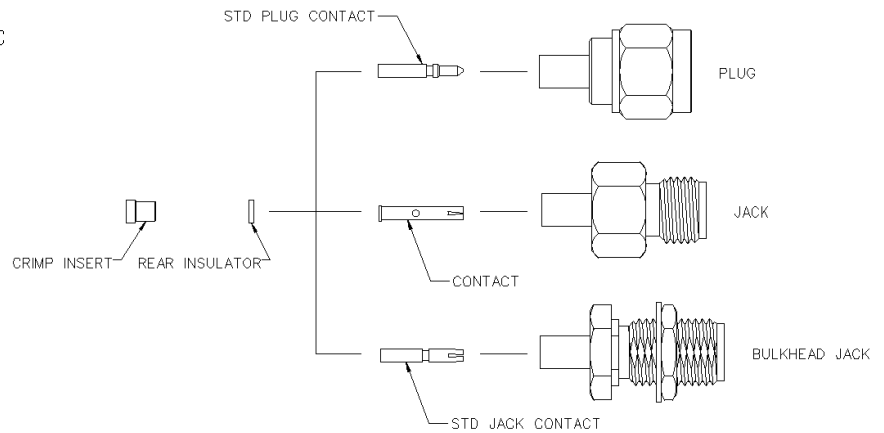 STD PLUG CONTACT
C
PLUG
JACK
CRIMP INSERT
REAR INSULATOR
CONTACT
BULKHEAD JACK
STD JACK CONTACT